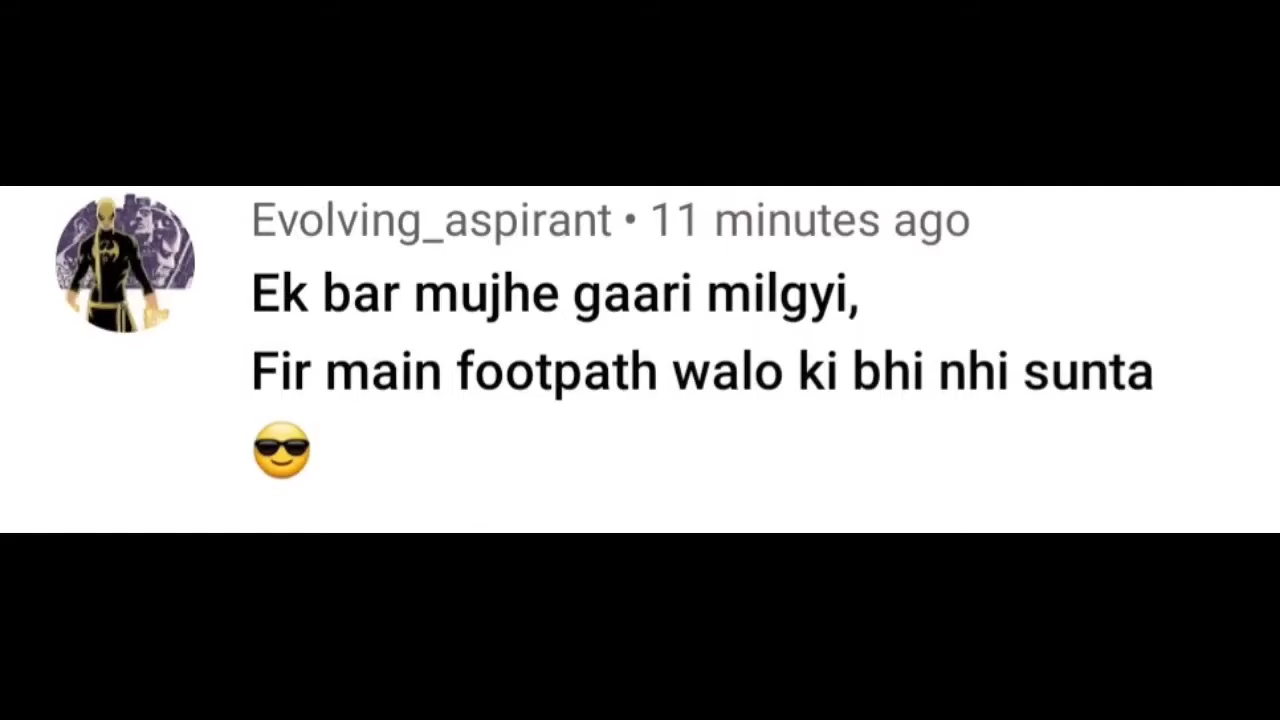 Evolving_aspirant • 11 minutes ago
Ek bar mujhe gaari milgyi,
Fir main footpath walo ki bhi nhi sunta
😎